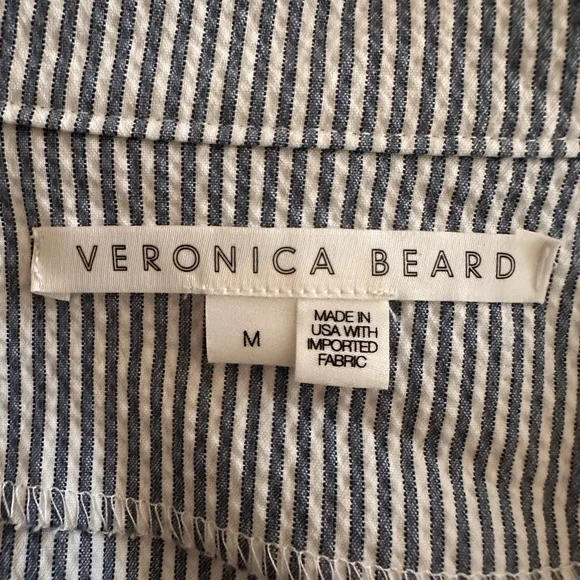 VERONICA BEARD
M
MADE IN
USA WITH
IMPORTED
FABRIC